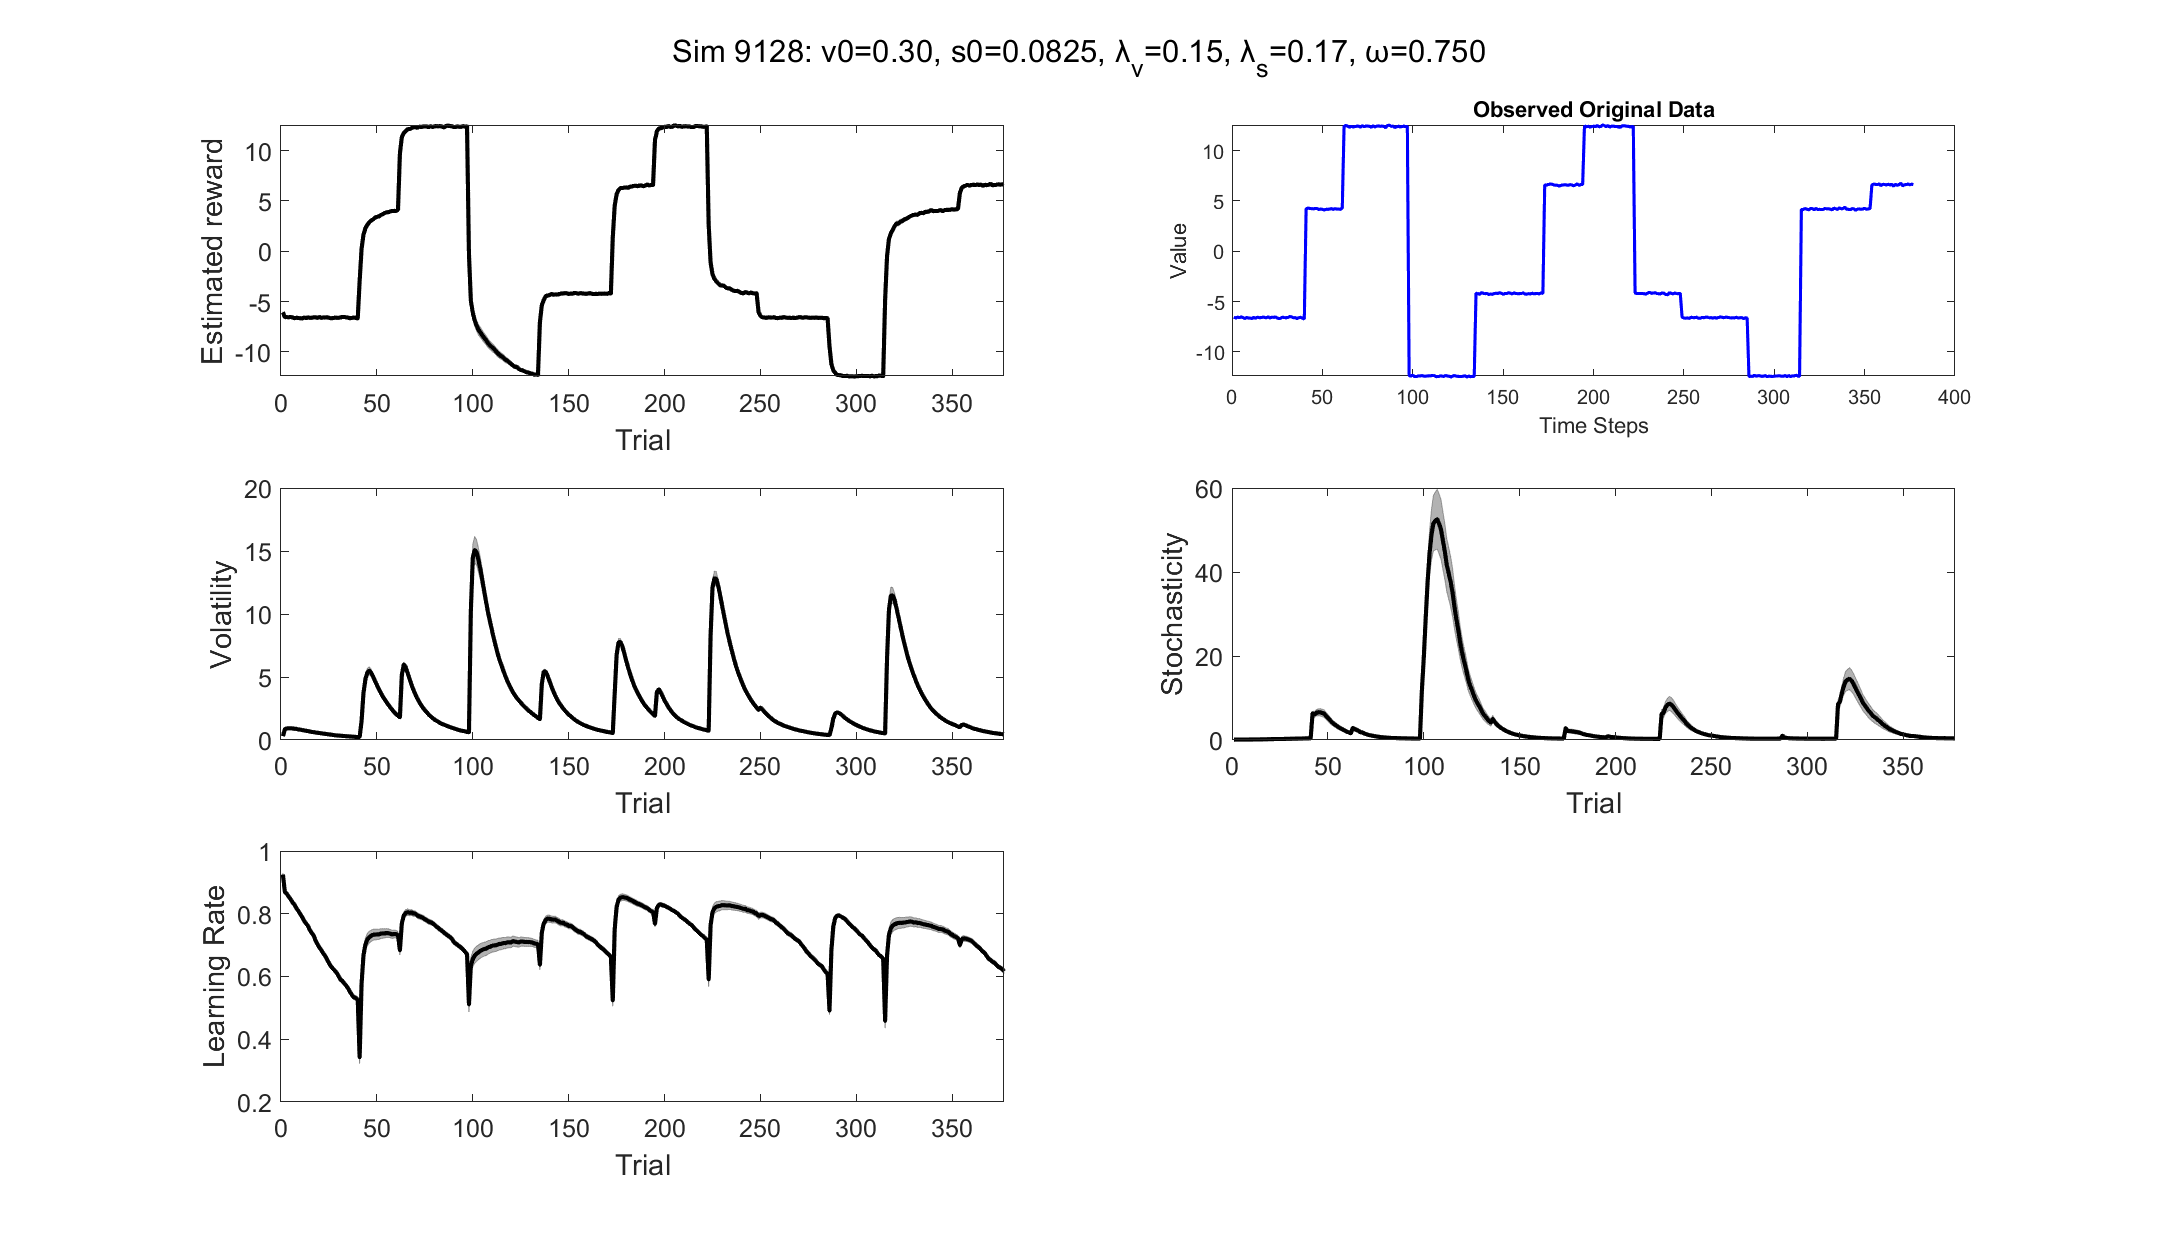 Sim 9128: v0=0.30, s0=0.0825, λ_v=0.15, λ_s=0.17, ω=0.750
Estimated reward
10
5
0
-5
-10
0 50 100 150 200 250 300 350
Trial
Observed Original Data
Value
10
5
0
-5
-10
0 50 100 150 200 250 300 350 400
Time Steps
Volatility
20
15
10
5
0
0 50 100 150 200 250 300 350
Trial
Stochasticity
60
40
20
0
0 50 100 150 200 250 300 350
Trial
Learning Rate
1
0.8
0.6
0.4
0.2
0 50 100 150 200 250 300 350
Trial